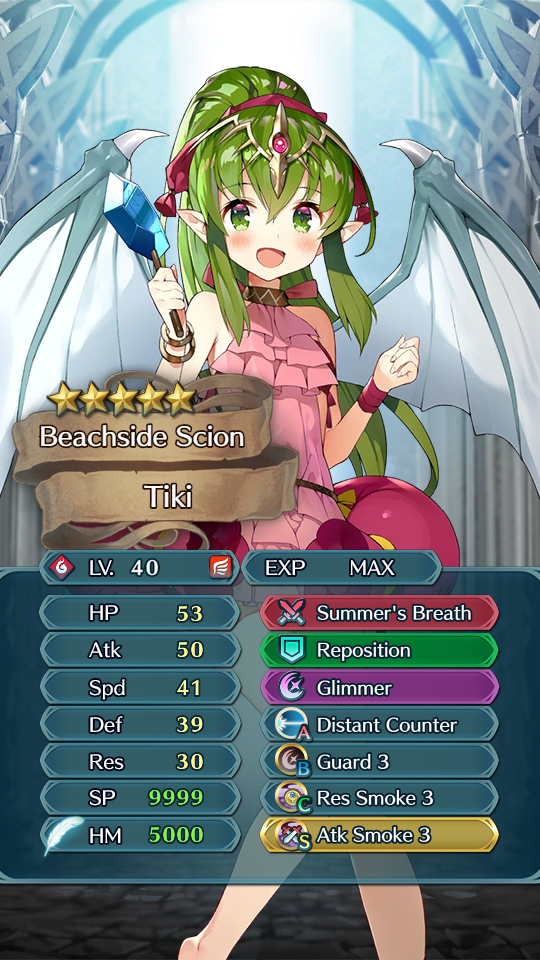 Beachside Scion
Tiki
LV. 40 EXP MAX
HP 53
Atk 50
Spd 41
Def 39
Res 30
SP 9999
HM 5000
Summer's Breath
Reposition
Glimmer
Distant Counter
A
Guard 3
B
Res Smoke 3
C
Atk Smoke 3
S